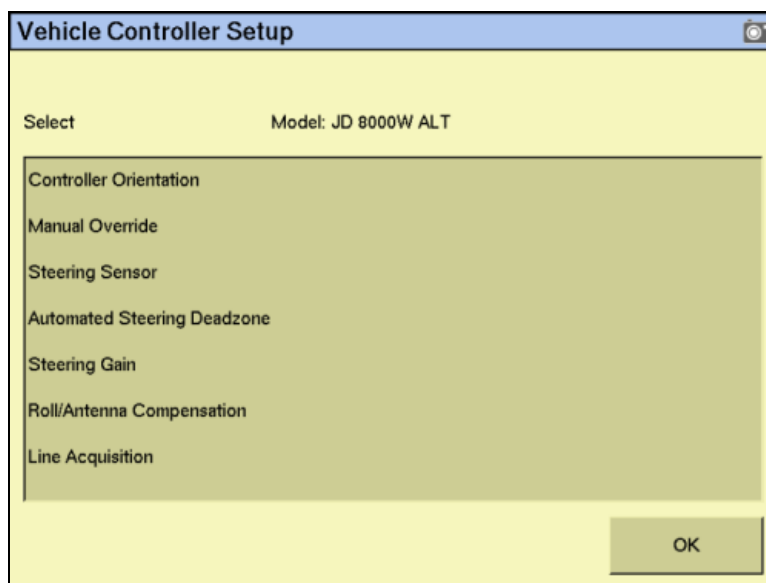 Vehicle Controller Setup
Select Model: JD 8000W ALT
Controller Orientation
Manual Override
Steering Sensor
Automated Steering Deadzone
Steering Gain
Roll/Antenna Compensation
Line Acquisition
OK